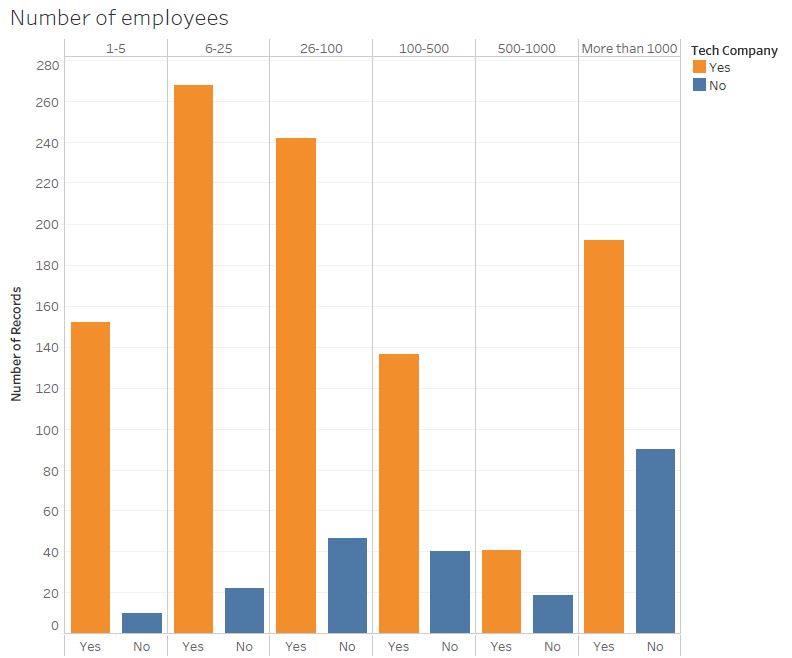 Number of employees
1-5 6-25 26-100 100-500 500-1000 More than 1000
Tech Company
Yes
No
Number of Records
280
260
240
220
200
180
160
140
120
100
80
60
40
20
0
Yes No Yes No Yes No Yes No Yes No Yes No